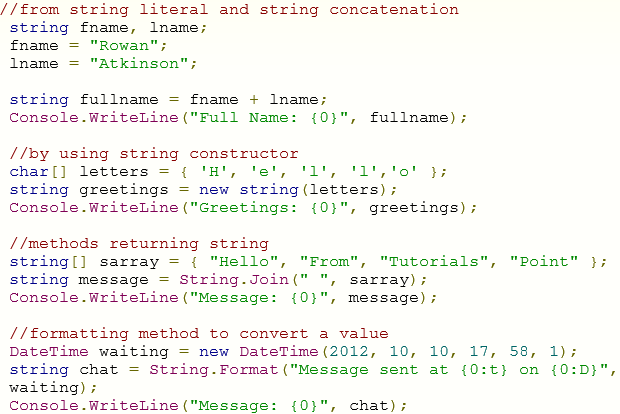 //from string literal and string concatenation
string fname, lname;
fname = "Rowan";
lname = "Atkinson";
string fullname = fname + lname;
Console.WriteLine("Full Name: {0}", fullname);
//by using string constructor
char[] letters = { 'H', 'e', 'l', 'l','o' };
string greetings = new string(letters);
Console.WriteLine("Greetings: {0}", greetings);
//methods returning string
string[] sarray = { "Hello", "From", "Tutorials", "Point" };
string message = String.Join(" ", sarray);
Console.WriteLine("Message: {0}", message);
//formatting method to convert a value
DateTime waiting = new DateTime(2012, 10, 10, 17, 58, 1);
string chat = String.Format("Message sent at {0:t} on {0:D}",
waiting);
Console.WriteLine("Message: {0}", chat);